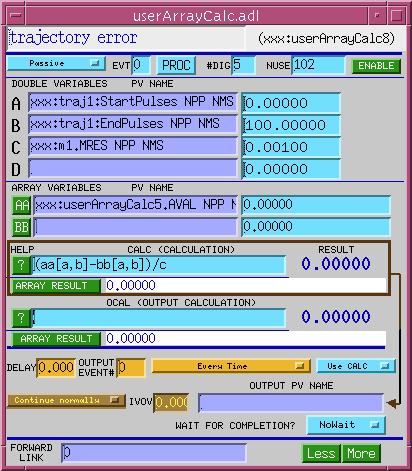 userArrayCalc.adl
trajectory error (xxx:userArrayCalc8)
Passive EVT 0 PROC #DIG 5 NUSE 102 ENABLE
DOUBLE VARIABLES PV NAME
A xxx:traj1:StartPulses NPP NMS 0.00000
B xxx:traj1:EndPulses NPP NMS 100.00000
C xxx:m1.MRES NPP NMS 0.00100
D 0.00000
ARRAY VARIABLES PV NAME
AA xxx:userArrayCalc5.AVAL NPP N 0.00000
BB 0.00000
HELP CALC (CALCULATION) RESULT
? (aa[a,b]-bb[a,b])/c 0.00000
ARRAY RESULT 0.00000
OCAL (OUTPUT CALCULATION)
? 0.00000
ARRAY RESULT 0.00000
DELAY 0.000 OUTPUT EVENT# 0 Every Time Use CALC
OUTPUT PV NAME
Continue normally IVOV 0.000
WAIT FOR COMPLETION? NoWait
FORWARD LINK 0 Less More